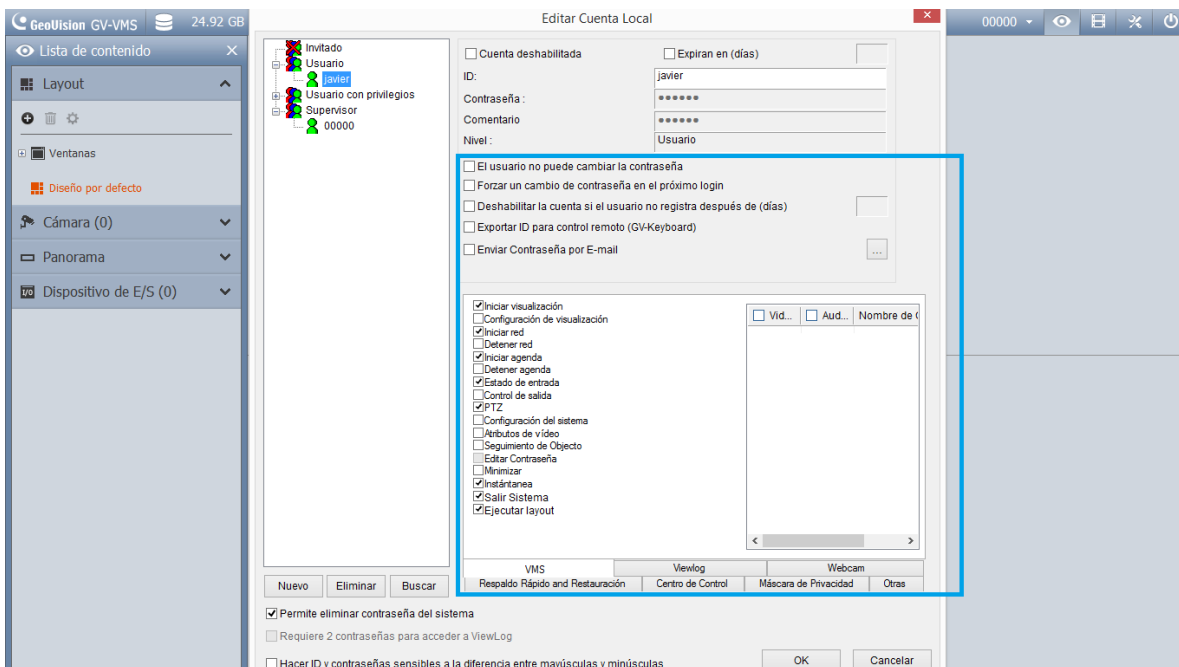 GeoVision GV-VMS 24.92 GB
Editar Cuenta Local
00000
Lista de contenido
Layout
Ventanas
Diseño por defecto
Cámara (0)
Panorama
Dispositivo de E/S (0)
Invitado
Usuario
javier
Usuario con privilegios
Supervisor
00000
Nuevo Eliminar Buscar
Cuenta deshabilitada Expiran en (días)
ID: javier
Contraseña : ●●●●●●
Comentario ●●●●●●
Nivel : Usuario
El usuario no puede cambiar la contraseña
Forzar un cambio de contraseña en el próximo login
Deshabilitar la cuenta si el usuario no registra después de (días)
Exportar ID para control remoto (GV-Keyboard)
Enviar Contraseña por E-mail ...
Iniciar visualización
Configuración de visualización
Iniciar red
Detener red
Iniciar agenda
Detener agenda
Estado de entrada
Control de salida
PTZ
Configuración del sistema
Atributos de vídeo
Seguimiento de Objecto
Editar Contraseña
Minimizar
Instántanea
Salir Sistema
Ejecutar layout
Vid... Aud... Nombre de
VMS Viewlog Webcam
Respaldo Rápido and Restauración Centro de Control Máscara de Privacidad Otras
Permite eliminar contraseña del sistema
Requiere 2 contraseñas para acceder a ViewLog
Hacer ID y contraseñas sensibles a la diferencia entre mayúsculas y minúsculas
OK Cancelar